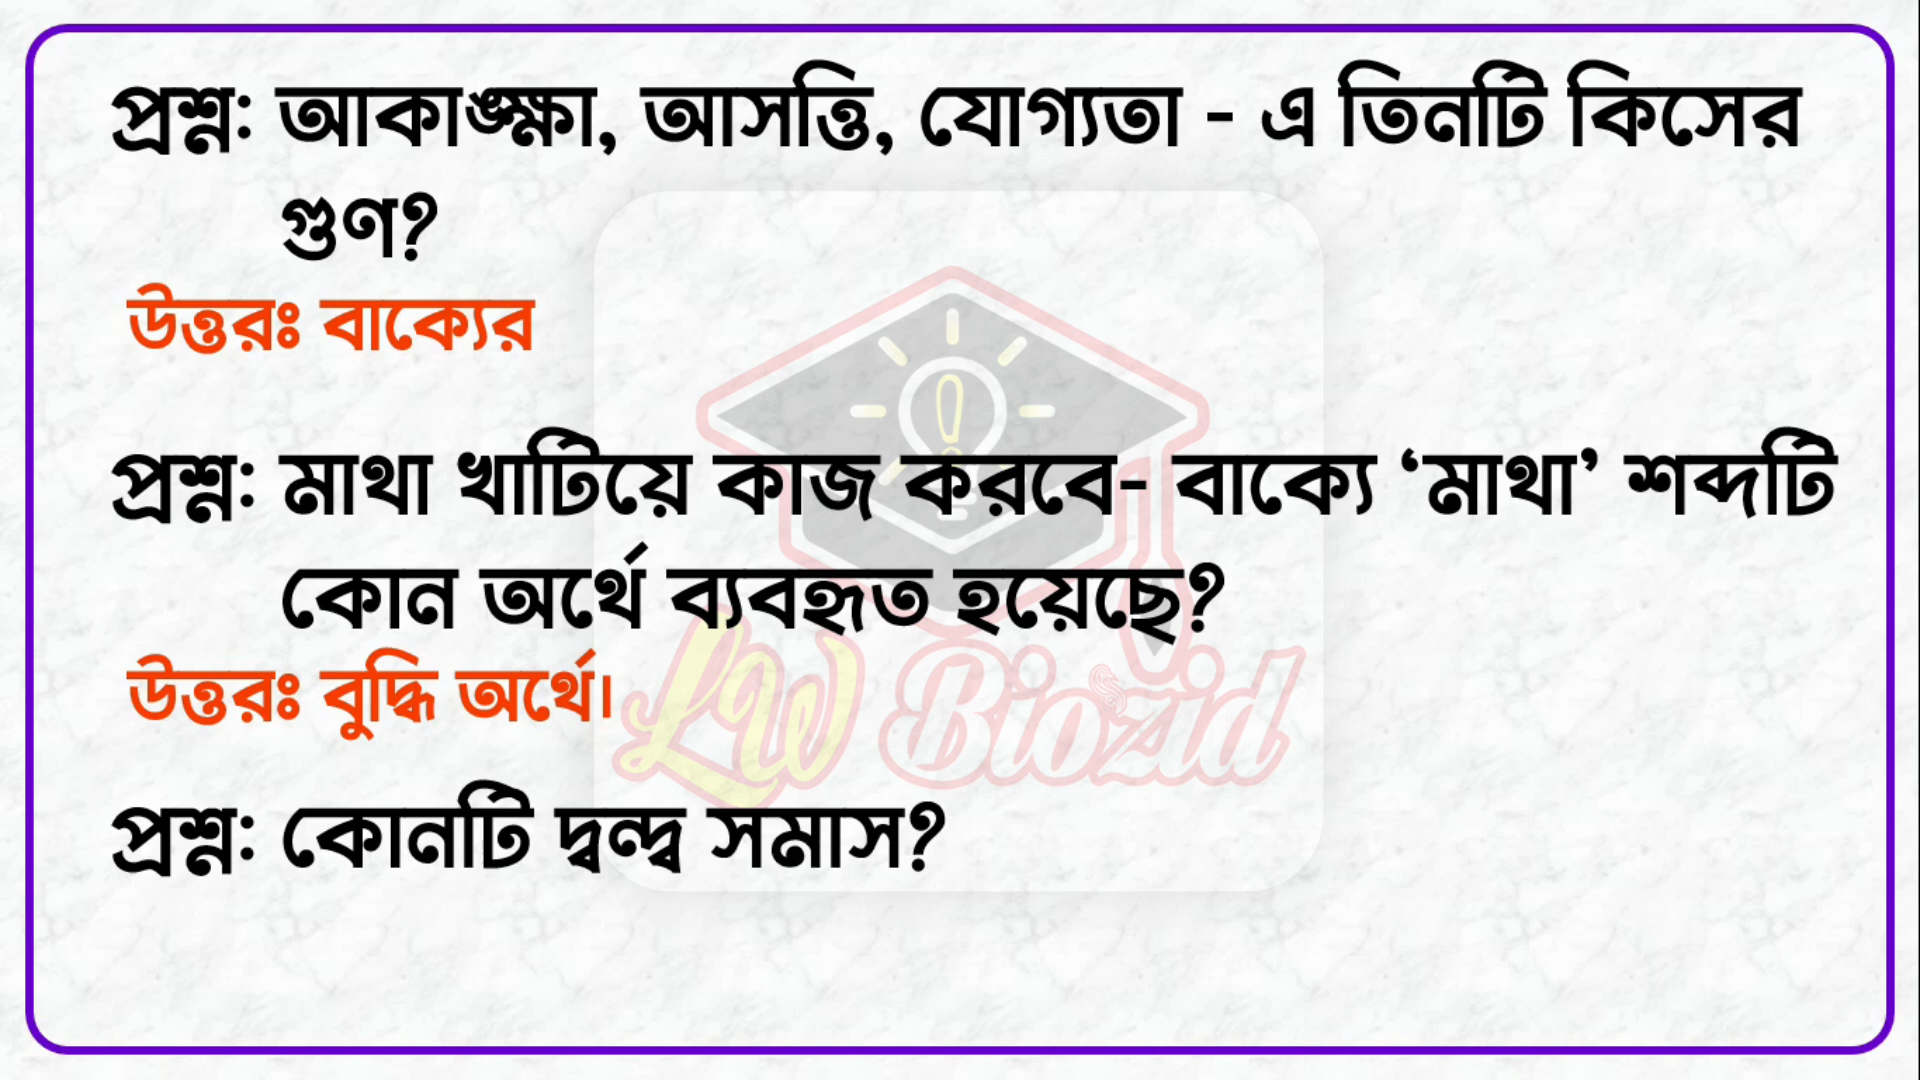 প্রশ্ন: আকাঙ্ক্ষা, আসত্তি, যোগ্যতা - এ তিনটি কিসের
গুণ?
উত্তরঃ বাক্যের
প্রশ্ন: মাথা খাটিয়ে কাজ করবে- বাক্যে ‘মাথা’ শব্দটি
কোন অর্থে ব্যবহৃত হয়েছে?
উত্তরঃ বুদ্ধি অর্থে।
LW Biozid
প্রশ্ন: কোনটি দ্বন্দ্ব সমাস?